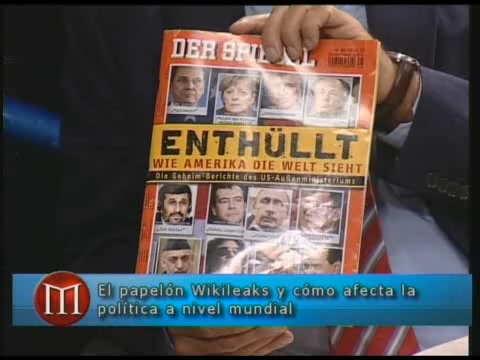 DER SPIEGEL
ENTHÜLLT
WIE AMERIKA DIE WELT SIEHT
Die Geheim-Berichte des US-Außenministeriums
M El papelón Wikileaks y cómo afecta la
política a nivel mundial